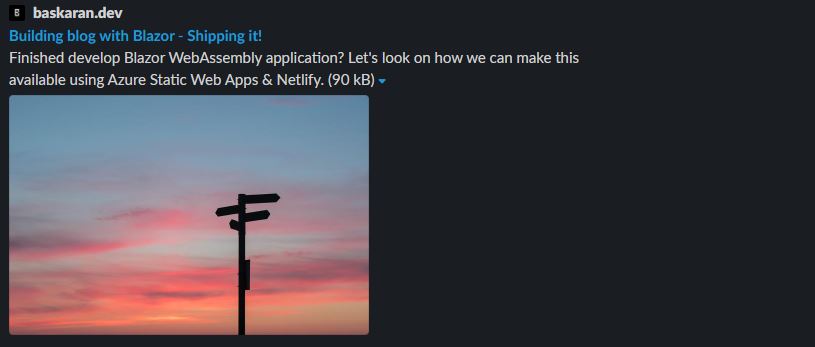 baskaran.dev
Building blog with Blazor - Shipping it!
Finished develop Blazor WebAssembly application? Let's look on how we can make this
available using Azure Static Web Apps & Netlify. (90 kB)